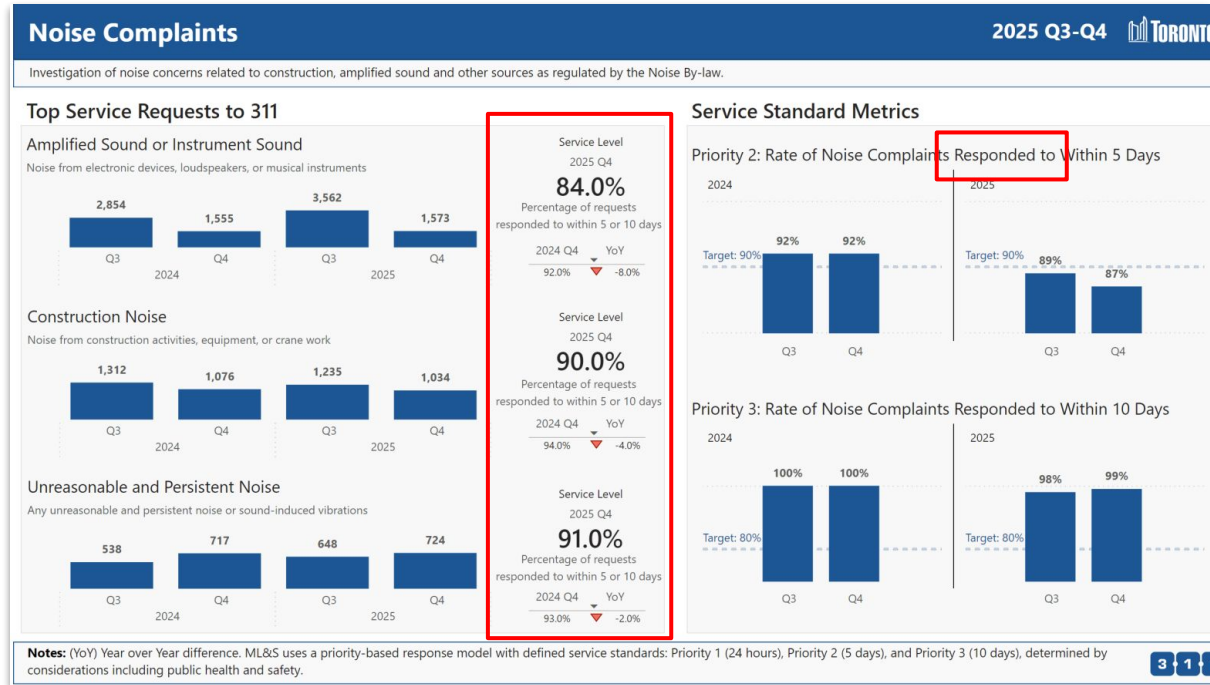 Noise Complaints
2025 Q3-Q4
TORONTO
Investigation of noise concerns related to construction, amplified sound and other sources as regulated by the Noise By-law.
Top Service Requests to 311
Amplified Sound or Instrument Sound
Noise from electronic devices, loudspeakers, or musical instruments
2,854
1,555
3,562
1,573
Q3
Q4
Q3
Q4
2024
2025
Service Level
2025 Q4
84.0%
Percentage of requests
responded to within 5 or 10 days
2024 Q4 YoY
92.0% -8.0%
Construction Noise
Noise from construction activities, equipment, or crane work
1,312
1,076
1,235
1,034
Q3
Q4
Q3
Q4
2024
2025
Service Level
2025 Q4
90.0%
Percentage of requests
responded to within 5 or 10 days
2024 Q4 YoY
94.0% -4.0%
Unreasonable and Persistent Noise
Any unreasonable and persistent noise or sound-induced vibrations
538
717
648
724
Q3
Q4
Q3
Q4
2024
2025
Service Level
2025 Q4
91.0%
Percentage of requests
responded to within 5 or 10 days
2024 Q4 YoY
93.0% -2.0%
Service Standard Metrics
Priority 2: Rate of Noise Complaints Responded to Within 5 Days
2024
2025
Target: 90%
92%
92%
Target: 90%
89%
87%
Q3
Q4
Q3
Q4
Priority 3: Rate of Noise Complaints Responded to Within 10 Days
2024
2025
100%
100%
98%
99%
Target: 80%
Target: 80%
Q3
Q4
Q3
Q4
Notes: (YoY) Year over Year difference. ML&S uses a priority-based response model with defined service standards: Priority 1 (24 hours), Priority 2 (5 days), and Priority 3 (10 days), determined by
considerations including public health and safety.
3 1